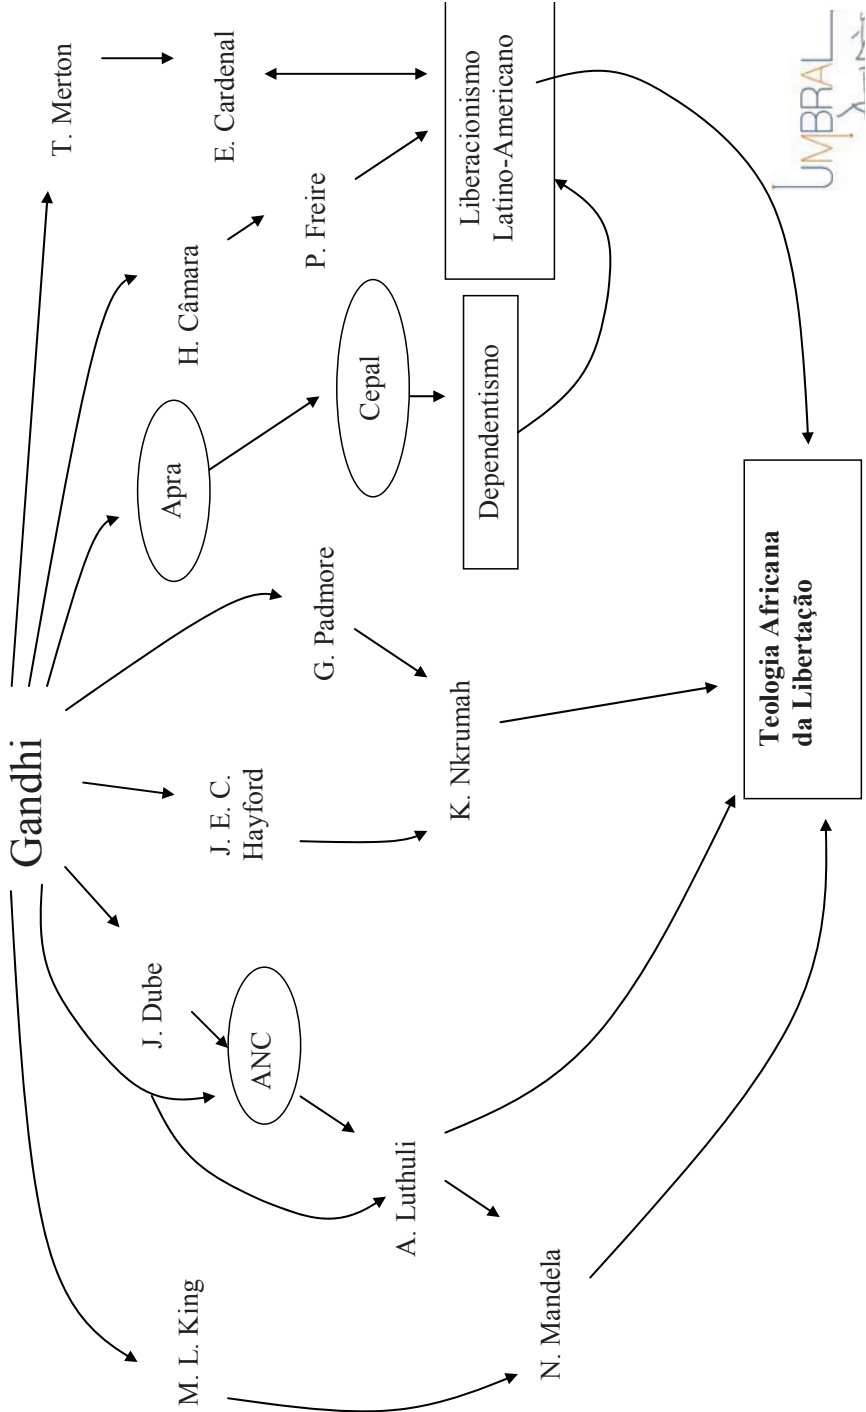 Gandhi
M. L. King
J. Dube
ANC
A. Luthuli
N. Mandela
J. E. C.
Hayford
G. Padmore
K. Nkrumah
Apra
Cepal
Dependentismo
H. Câmara
P. Freire
T. Merton
E. Cardenal
Liberacionismo
Latino-Americano
Teologia Africana
da Libertação
UMBRAL